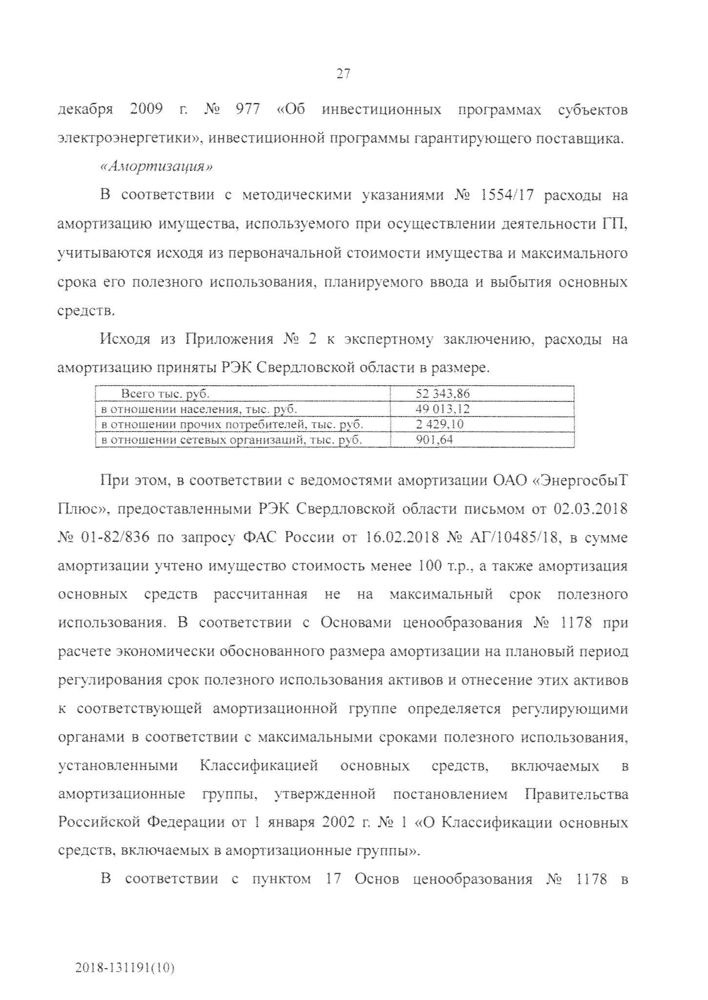 27
декабря 2009 г. № 977 «Об инвестиционных программах субъектов
электроэнергетики», инвестиционной программы гарантирующего поставщика.
«Амортизация»
В соответствии с методическими указаниями № 1554/17 расходы на
амортизацию имущества, используемого при осуществлении деятельности ГП,
учитываются исходя из первоначальной стоимости имущества и максимального
срока его полезного использования, планируемого ввода и выбытия основных
средств.
Исходя из Приложения № 2 к экспертному заключению, расходы на
амортизацию приняты РЭК Свердловской области в размере.
Всего тыс. руб. 52 343,86
в отношении населения, тыс. руб. 49 013,12
в отношении прочих потребителей, тыс. руб. 2 429,10
в отношении сетевых организаций, тыс. руб. 901,64
При этом, в соответствии с ведомостями амортизации ОАО «ЭнергосбыТ
Плюс», предоставленными РЭК Свердловской области письмом от 02.03.2018
№ 01-82/836 по запросу ФАС России от 16.02.2018 № АГ/10485/18, в сумме
амортизации учтено имущество стоимость менее 100 т.р., а также амортизация
основных средств рассчитанная не на максимальный срок полезного
использования. В соответствии с Основами ценообразования № 1178 при
расчете экономически обоснованного размера амортизации на плановый период
регулирования срок полезного использования активов и отнесение этих активов
к соответствующей амортизационной группе определяется регулирующими
органами в соответствии с максимальными сроками полезного использования,
установленными Классификацией основных средств, включаемых в
амортизационные группы, утвержденной постановлением Правительства
Российской Федерации от 1 января 2002 г. № 1 «О Классификации основных
средств, включаемых в амортизационные группы».
В соответствии с пунктом 17 Основ ценообразования № 1178 в
2018-131191(10)